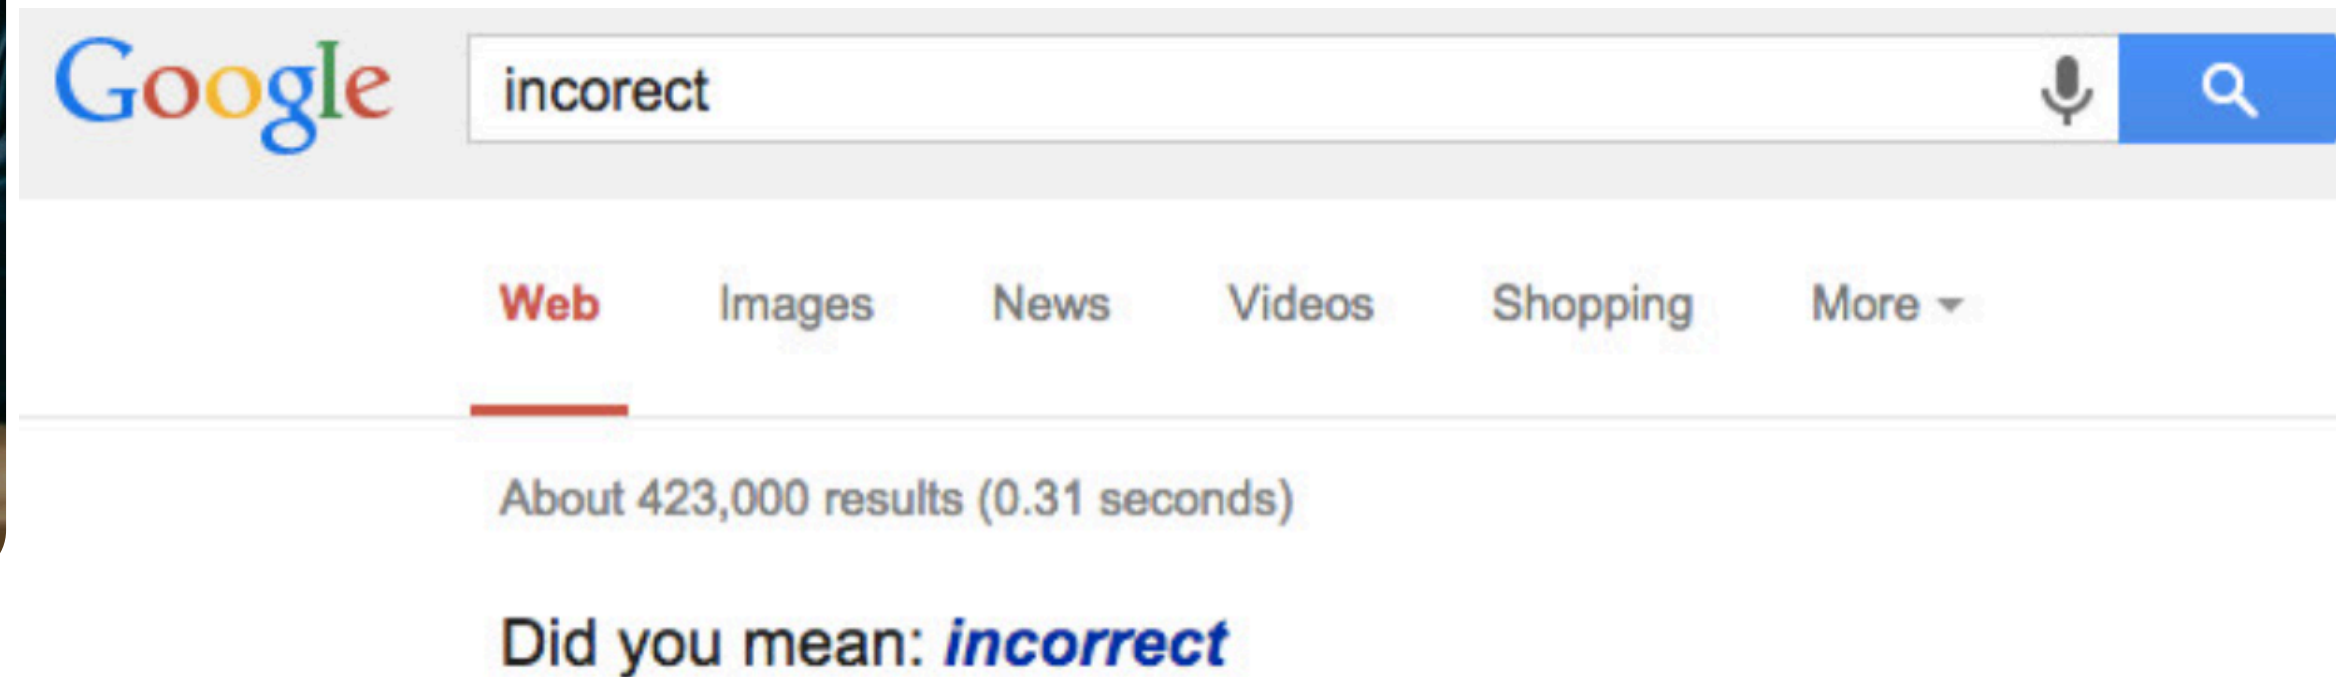 Google incorect
Web Images News Videos Shopping More
About 423,000 results (0.31 seconds)
Did you mean: incorrect